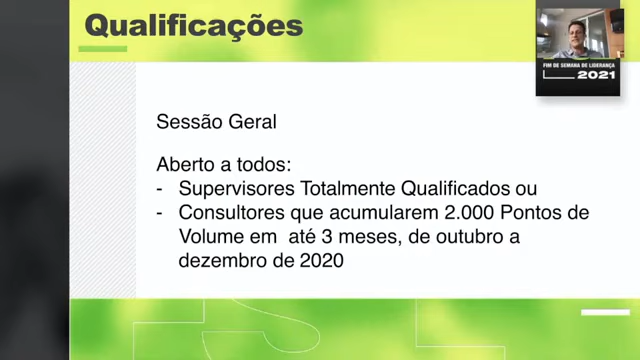 Qualificações
FIM DE SEMANA DE LIDERANÇA
2021
Sessão Geral
Aberto a todos:
- Supervisores Totalmente Qualificados ou
- Consultores que acumularem 2.000 Pontos de
Volume em até 3 meses, de outubro a
dezembro de 2020